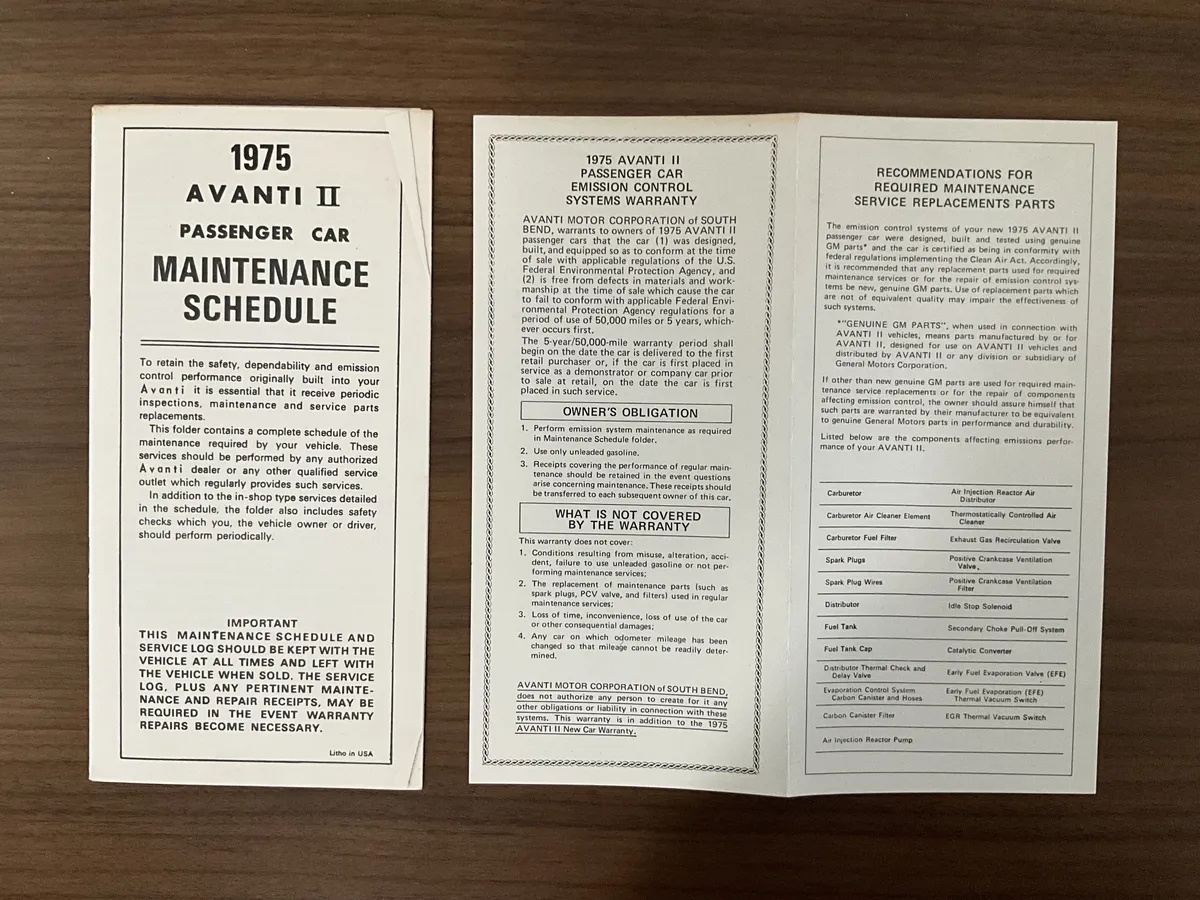 1975
AVANTI II
PASSENGER CAR
MAINTENANCE
SCHEDULE
To retain the safety, dependability and emission
control performance originally built into your
Avanti it is essential that it receive periodic
inspections, maintenance and service parts
replacements.
This folder contains a complete schedule of the
maintenance required by your vehicle. These
services should be performed by any authorized
Avanti dealer or any other qualified service
outlet which regularly provides such services.
In addition to the in-shop type services detailed
in the schedule, the folder also includes safety
checks which you, the vehicle owner or driver,
should perform periodically.
IMPORTANT
THIS MAINTENANCE SCHEDULE AND
SERVICE LOG SHOULD BE KEPT WITH THE
VEHICLE AT ALL TIMES AND LEFT WITH
THE VEHICLE WHEN SOLD. THE SERVICE
LOG, PLUS ANY PERTINENT MAINTE-
NANCE AND REPAIR RECEIPTS, MAY BE
REQUIRED IN THE EVENT WARRANTY
REPAIRS BECOME NECESSARY.
Litho in USA
1975 AVANTI II
PASSENGER CAR
EMISSION CONTROL
SYSTEMS WARRANTY
AVANTI MOTOR CORPORATION of SOUTH
BEND, warrants to owners of 1975 AVANTI II
passenger cars that the car (1) was designed,
built, and equipped so as to conform at the time
of sale with applicable regulations of the U.S.
Federal Environmental Protection Agency, and
(2) is free from defects in materials and work-
manship at the time of sale which cause the car
to fail to conform with applicable Federal Envi-
ronmental Protection Agency regulations for a
period of use of 50,000 miles or 5 years, which-
ever occurs first.
The 5-year/50,000-mile warranty period shall
begin on the date the car is delivered to the first
retail purchaser or, if the car is first placed in
service as a demonstrator or company car prior
to sale at retail, on the date the car is first
placed in such service.
OWNER'S OBLIGATION
1. Perform emission system maintenance as required
in Maintenance Schedule folder.
2. Use only unleaded gasoline.
3. Receipts covering the performance of regular main-
tenance should be retained in the event questions
arise concerning maintenance. These receipts should
be transferred to each subsequent owner of this car.
WHAT IS NOT COVERED
BY THE WARRANTY
This warranty does not cover:
1. Conditions resulting from misuse, alteration, acci-
dent, failure to use unleaded gasoline or not per-
forming maintenance services;
2. The replacement of maintenance parts (such as
spark plugs, PCV valve, and filters) used in regular
maintenance services;
3. Loss of time, inconvenience, loss of use of the car
or other consequential damages;
4. Any car on which odometer mileage has been
changed so that mileage cannot be readily deter-
mined.
AVANTI MOTOR CORPORATION of SOUTH BEND,
does not authorize any person to create for it any
other obligations or liability in connection with these
systems. This warranty is in addition to the 1975
AVANTI II New Car Warranty.
RECOMMENDATIONS FOR
REQUIRED MAINTENANCE
SERVICE REPLACEMENTS PARTS
The emission control systems of your new 1975 AVANTI II
passenger car were designed, built and tested using genuine
GM parts* and the car is certified as being in conformity with
federal regulations implementing the Clean Air Act. Accordingly,
it is recommended that any replacement parts used for required
maintenance services or for the repair of emission control sys-
tems be new, genuine GM parts. Use of replacement parts which
are not of equivalent quality may impair the effectiveness of
such systems.
*"GENUINE GM PARTS", when used in connection with
AVANTI II vehicles, means parts manufactured by or for
AVANTI II, designed for use on AVANTI II vehicles and
distributed by AVANTI II or any division or subsidiary of
General Motors Corporation.
If other than new genuine GM parts are used for required main-
tenance service replacements or for the repair of components
affecting emission control, the owner should assure himself that
such parts are warranted by their manufacturer to be equivalent
to genuine General Motors parts in performance and durability.
Listed below are the components affecting emissions perfor-
mance of your AVANTI II.
Carburetor Air Injection Reactor Air
Distributor
Carburetor Air Cleaner Element Thermostatically Controlled Air
Cleaner
Carburetor Fuel Filter Exhaust Gas Recirculation Valve
Spark Plugs Positive Crankcase Ventilation
Valve.
Spark Plug Wires Positive Crankcase Ventilation
Filter
Distributor Idle Stop Solenoid
Fuel Tank Secondary Choke Pull-Off System
Fuel Tank Cap Catalytic Converter
Distributor Thermal Check and
Delay Valve Early Fuel Evaporation Valve (EFE)
Evaporation Control System Early Fuel Evaporation (EFE)
Carbon Canister and Hoses Thermal Vacuum Switch
Carbon Canister Filter EGR Thermal Vacuum Switch
Air Injection Reactor Pump